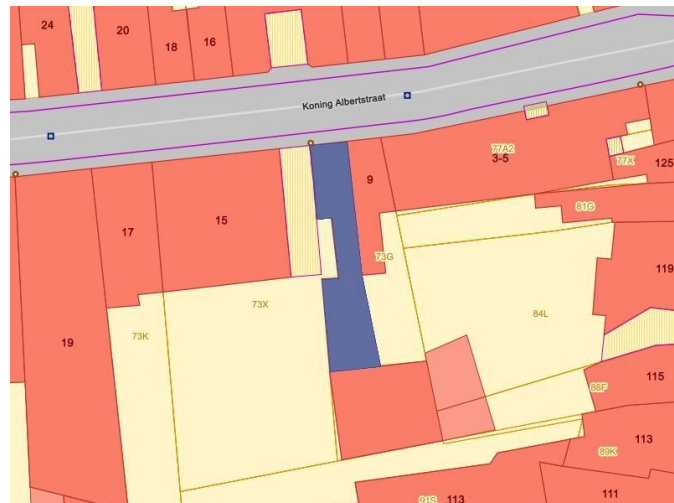 24
20
18
16
Koning Albertstraat
77A2
3-5
77X
125
9
17
15
81G
73G
119
73X
84L
73K
19
115
88F
113
89K
111
91S
113